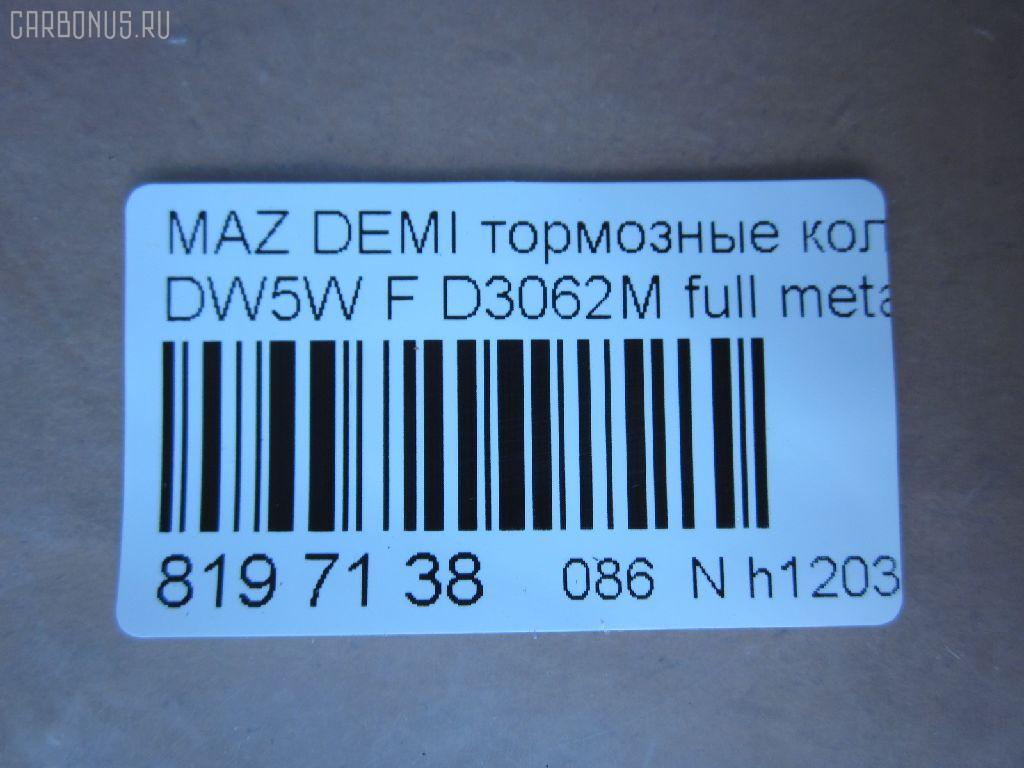 CARBONUS.RU
MAZ DEMI тормозные кол
DW5W F D3062M full meta
819 71 38 086 N h1203